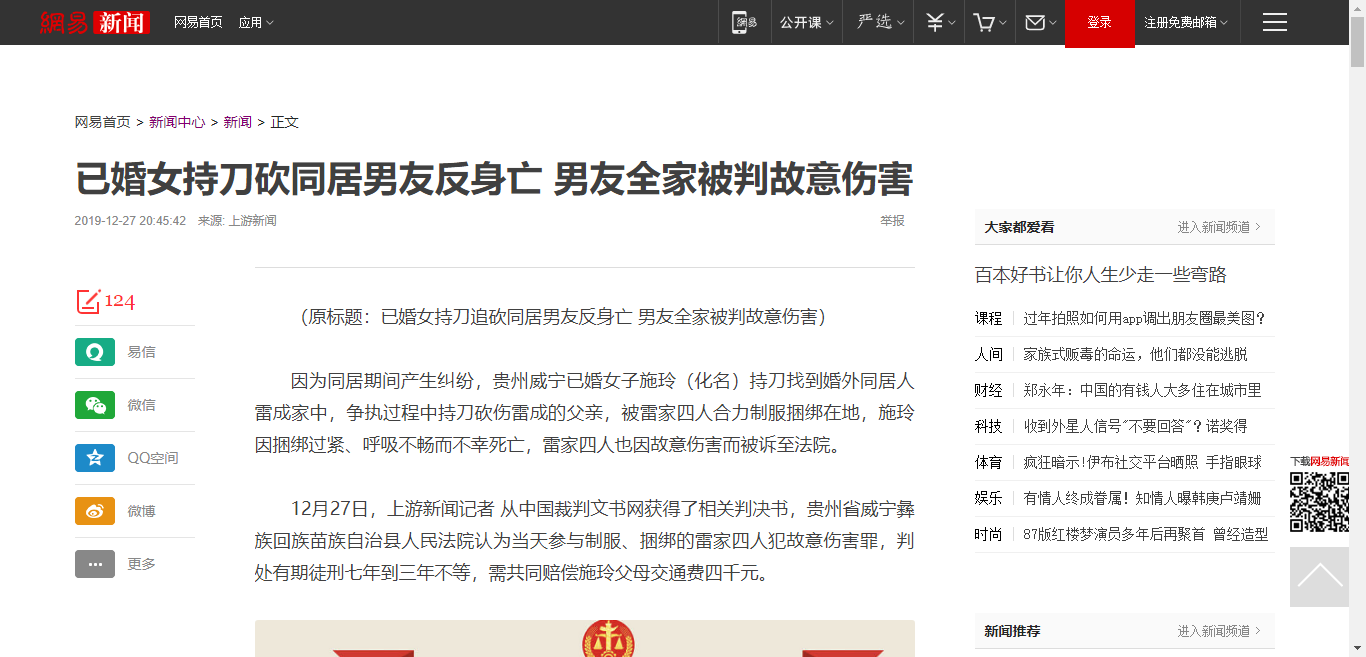 網易 新闻 网易首页 应用 網易 公开课 严选 登录 注册免费邮箱
网易首页 > 新闻中心 > 新闻 > 正文
已婚女持刀砍同居男友反身亡 男友全家被判故意伤害
2019-12-27 20:45:42 来源: 上游新闻 举报
124
易信
微信
QQ空间
微博
更多
（原标题：已婚女持刀追砍同居男友反身亡 男友全家被判故意伤害）
因为同居期间产生纠纷，贵州威宁已婚女子施玲（化名）持刀找到婚外同居人
雷成家中，争执过程中持刀砍伤雷成的父亲，被雷家四人合力制服捆绑在地，施玲
因捆绑过紧、呼吸不畅而不幸死亡，雷家四人也因故意伤害而被诉至法院。
12月27日，上游新闻记者 从中国裁判文书网获得了相关判决书，贵州省威宁彝
族回族苗族自治县人民法院认为当天参与制服、捆绑的雷家四人犯故意伤害罪，判
处有期徒刑七年到三年不等，需共同赔偿施玲父母交通费四千元。
大家都爱看 进入新闻频道 >
百本好书让你人生少走一些弯路
课程 过年拍照如何用app调出朋友圈最美图？
人间 家族式贩毒的命运，他们都没能逃脱
财经 郑永年：中国的有钱人大多住在城市里
科技 收到外星人信号"不要回答"？诺奖得
体育 疯狂暗示!伊布社交平台晒照 手指眼球
娱乐 有情人终成眷属！知情人曝韩庚卢靖姗
时尚 87版红楼梦演员多年后再聚首 曾经造型
新闻推荐 进入新闻频道 >
下载网易新闻